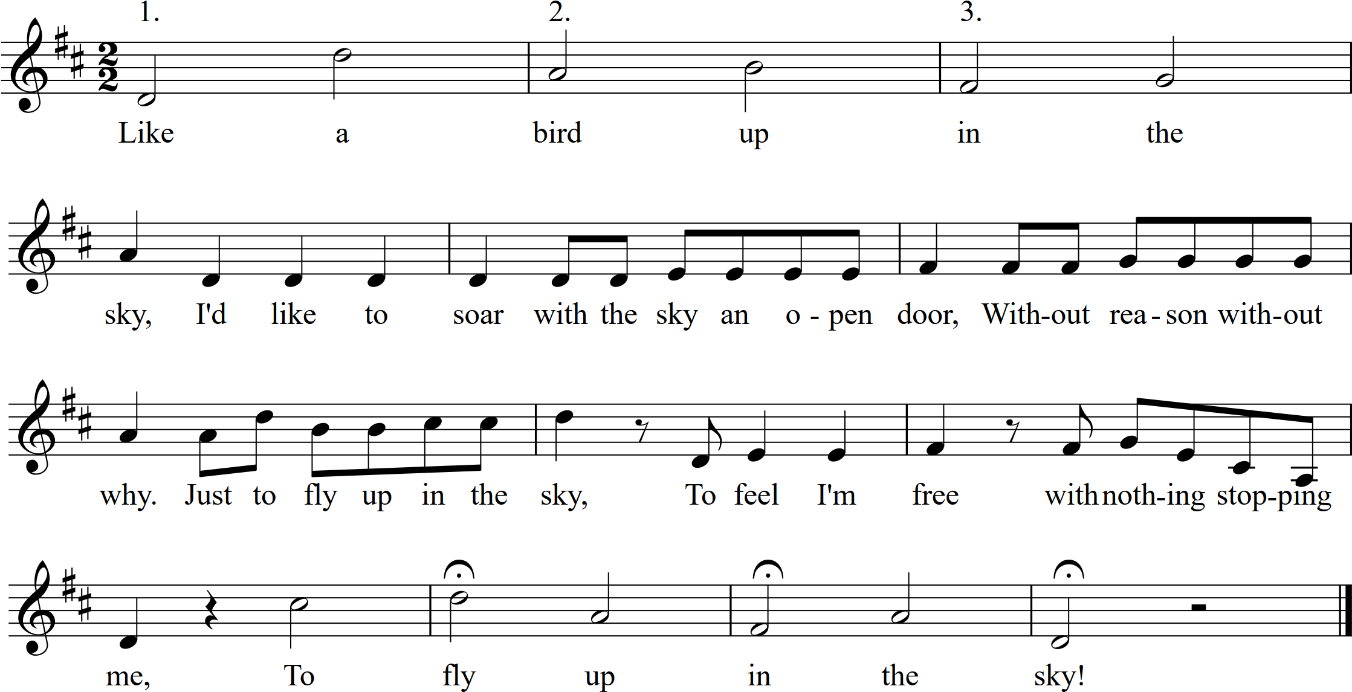 1. 2. 3.
2
2
Like a bird up in the
sky, I'd like to soar with the sky an o - pen door, With-out rea - son with-out
why. Just to fly up in the sky, To feel I'm free with noth-ing stop-ping
me, To fly up in the sky!